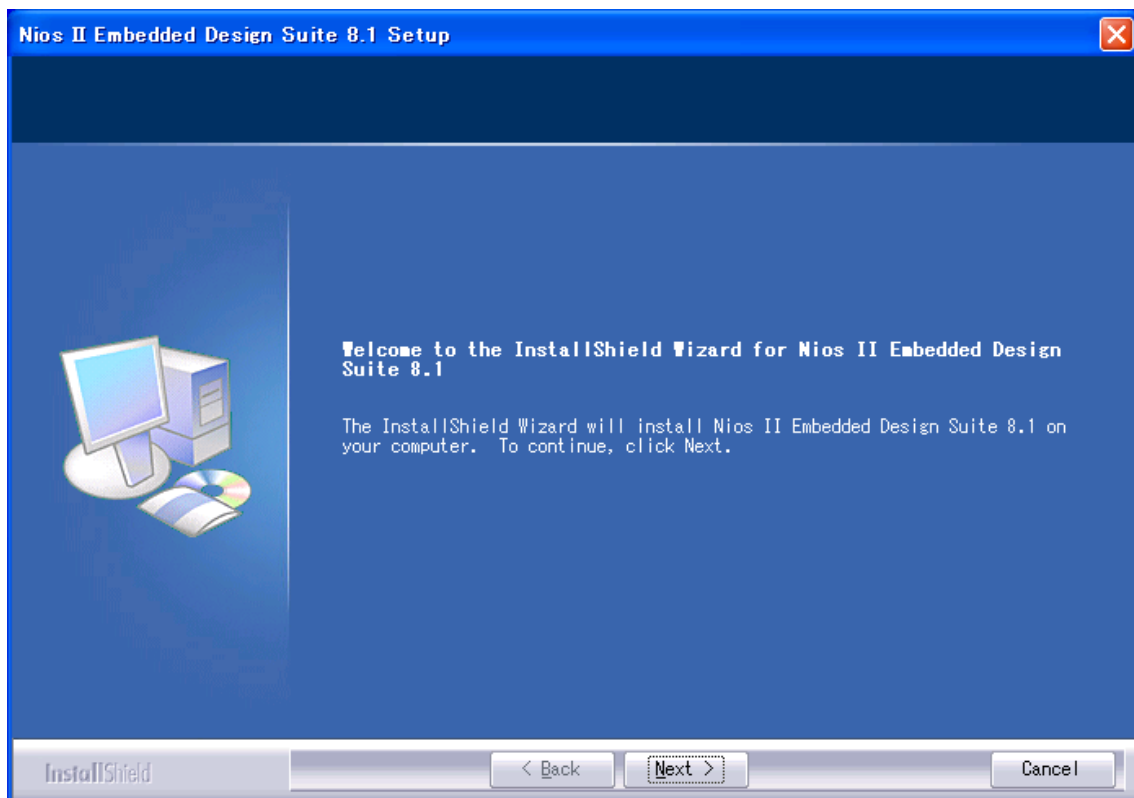 Nios II Embedded Design Suite 8.1 Setup
Welcome to the InstallShield Wizard for Nios II Embedded Design
Suite 8.1
The InstallShield Wizard will install Nios II Embedded Design Suite 8.1 on
your computer.  To continue, click Next.
InstallShield
< Back
Next >
Cancel